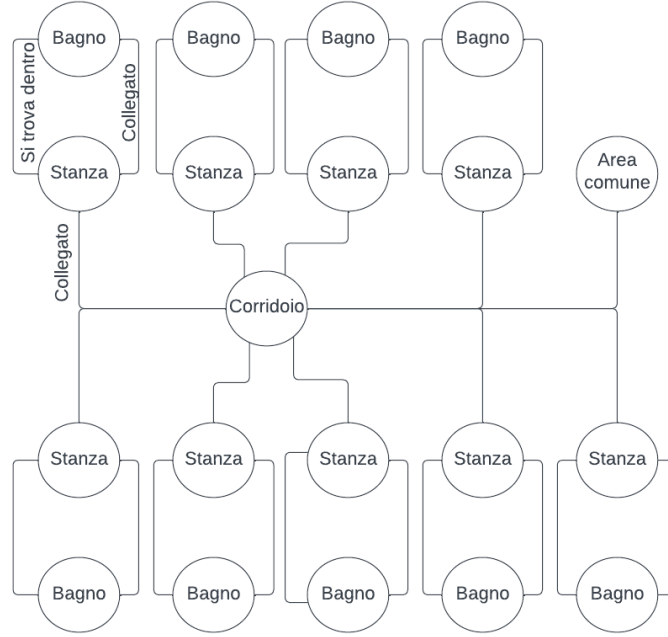 Bagno
Bagno
Bagno
Bagno
Si trova dentro
Collegato
Stanza
Stanza
Stanza
Stanza
Area
comune
Collegato
Corridoio
Stanza
Stanza
Stanza
Stanza
Stanza
Bagno
Bagno
Bagno
Bagno
Bagno